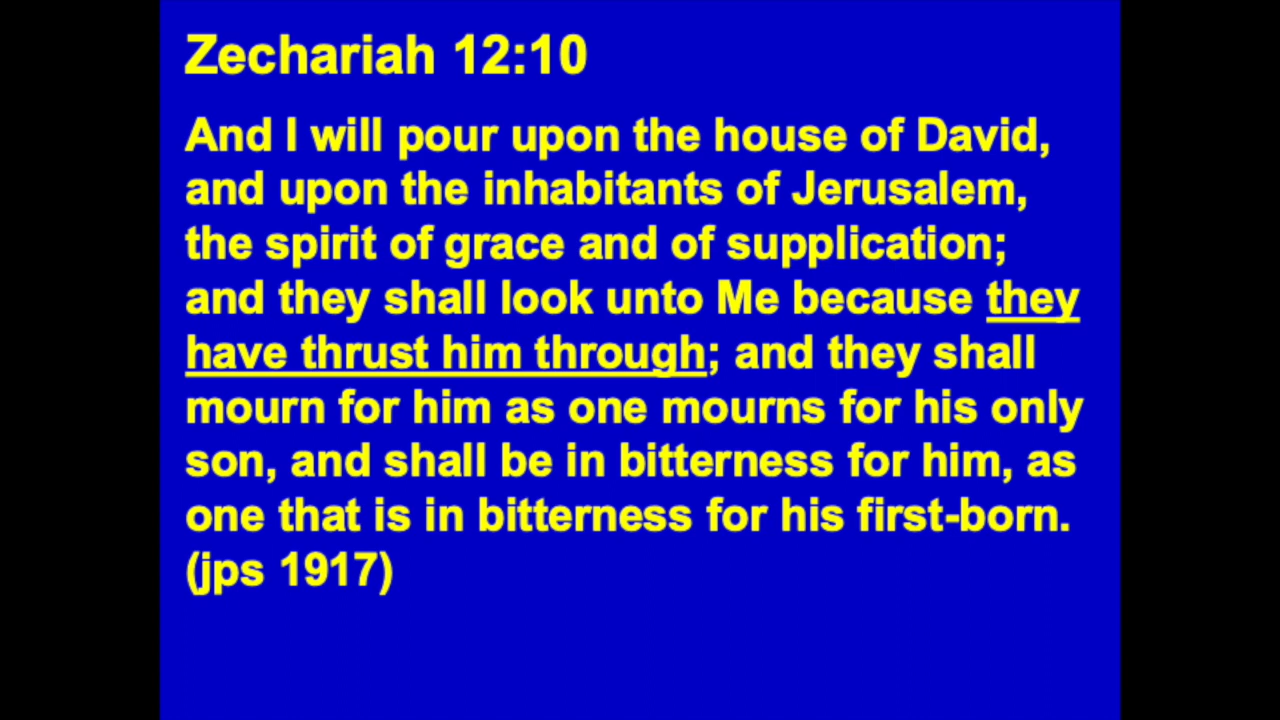 Zechariah 12:10
And I will pour upon the house of David,
and upon the inhabitants of Jerusalem,
the spirit of grace and of supplication;
and they shall look unto Me because they
have thrust him through; and they shall
mourn for him as one mourns for his only
son, and shall be in bitterness for him, as
one that is in bitterness for his first-born.
(jps 1917)